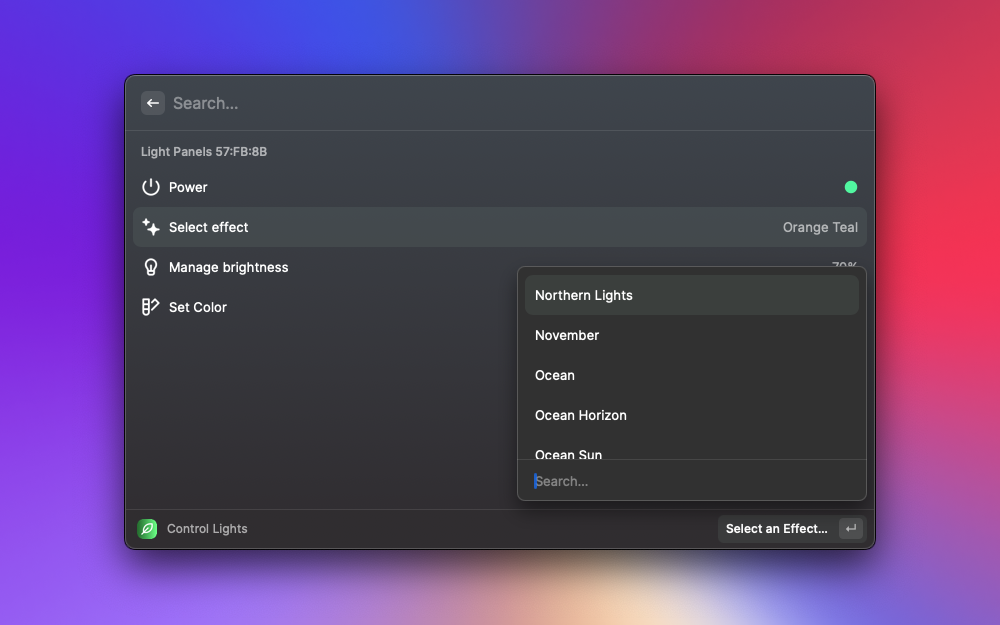 Search...
Light Panels 57:FB:8B
Power
Select effect
Orange Teal
Manage brightness
70%
Set Color
Northern Lights
November
Ocean
Ocean Horizon
Ocean Sun
Search...
Control Lights
Select an Effect...